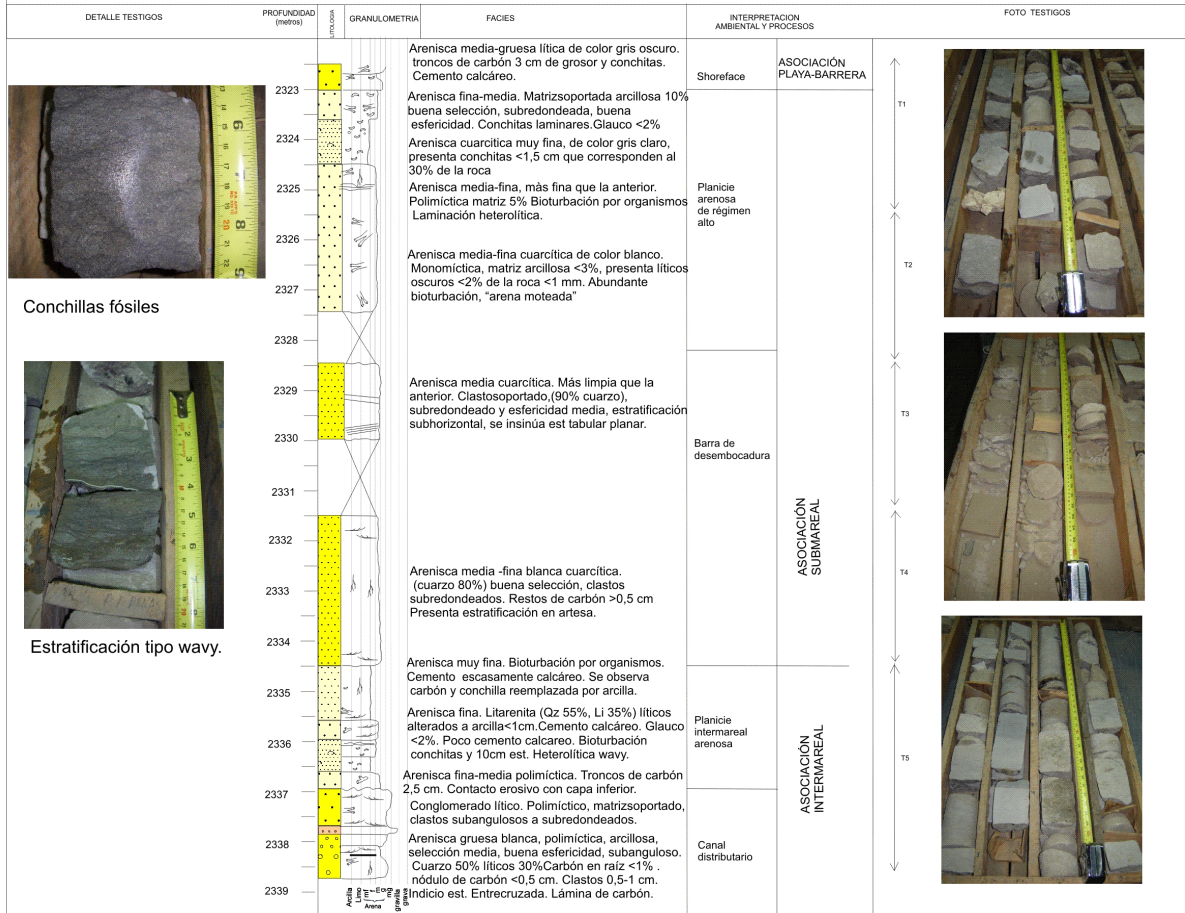 DETALLE TESTIGOS
PROFUNDIDAD
(metros)
LITOLOGIA
GRANULOMETRIA
FACIES
INTERPRETACION
AMBIENTAL Y PROCESOS
FOTO TESTIGOS
Arenisca media-gruesa lítica de color gris oscuro.
troncos de carbón 3 cm de grosor y conchitas.
Cemento calcáreo.
Shoreface
ASOCIACIÓN
PLAYA-BARRERA
2323
Arenisca fina-media. Matrizsoportada arcillosa 10%
buena selección, subredondeada, buena
esfericidad. Conchitas laminares.Glauco <2%
T1
2324
Arenisca cuarcitica muy fina, de color gris claro,
presenta conchitas <1,5 cm que corresponden al
30% de la roca
2325
Arenisca media-fina, màs fina que la anterior.
Polimíctica matriz 5% Bioturbación por organismos
Laminación heterolítica.
Planicie
arenosa
de régimen
alto
2326
Arenisca media-fina cuarcítica de color blanco.
Monomíctica, matriz arcillosa <3%, presenta líticos
oscuros <2% de la roca <1 mm. Abundante
bioturbación, “arena moteada”
T2
2327
Conchillas fósiles
2328
2329
Arenisca media cuarcítica. Más limpia que la
anterior. Clastosoportado,(90% cuarzo),
subredondeado y esfericidad media, estratificación
subhorizontal, se insinúa est tabular planar.
T3
2330
Barra de
desembocadura
2331
ASOCIACIÓN
SUBMAREAL
2332
Arenisca media -fina blanca cuarcítica.
(cuarzo 80%) buena selección, clastos
subredondeados. Restos de carbón >0,5 cm
Presenta estratificación en artesa.
T4
2333
2334
Estratificación tipo wavy.
Arenisca muy fina. Bioturbación por organismos.
Cemento escasamente calcáreo. Se observa
carbón y conchilla reemplazada por arcilla.
2335
Arenisca fina. Litarenita (Qz 55%, Li 35%) líticos
alterados a arcilla<1cm.Cemento calcáreo. Glauco
<2%. Poco cemento calcareo. Bioturbación
conchitas y 10cm est. Heterolítica wavy.
Planicie
intermareal
arenosa
2336
ASOCIACIÓN
INTERMAREAL
T5
Arenisca fina-media polimíctica. Troncos de carbón
2,5 cm. Contacto erosivo con capa inferior.
2337
Conglomerado lítico. Polimíctico, matrizsoportado,
clastos subangulosos a subredondeados.
2338
Arenisca gruesa blanca, polimíctica, arcillosa,
selección media, buena esfericidad, subanguloso.
Cuarzo 50% líticos 30%Carbón en raíz <1% .
nódulo de carbón <0,5 cm. Clastos 0,5-1 cm.
Indicio est. Entrecruzada. Lámina de carbón.
Canal
distributario
2339
Arcilla
Limo
mf
f
m
g
mg
Arena
gravilla
grava